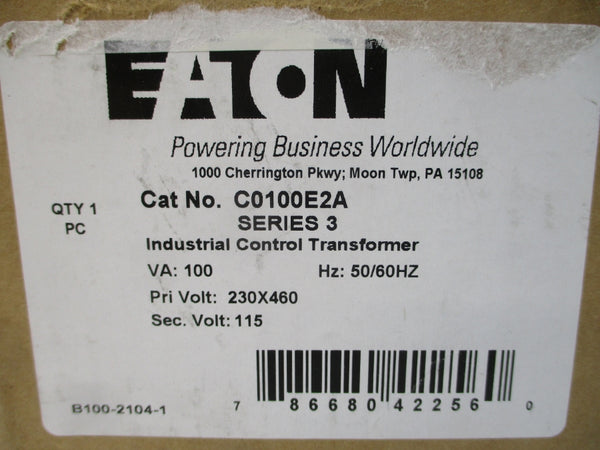 EATON
Powering Business Worldwide
1000 Cherrington Pkwy; Moon Twp, PA 15108
QTY 1 PC
Cat No. C0100E2A
SERIES 3
Industrial Control Transformer
VA: 100 Hz: 50/60HZ
Pri Volt: 230X460
Sec. Volt: 115
B100-2104-1
7 86680 42256 0